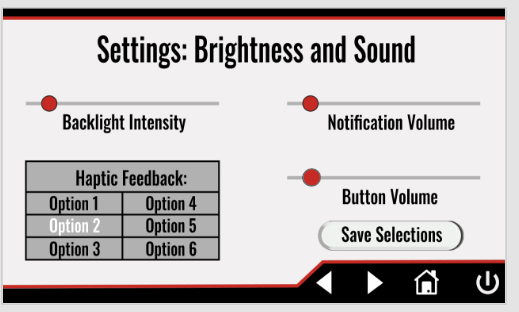 Settings: Brightness and Sound
Backlight Intensity
Notification Volume
Haptic Feedback:
Option 1 Option 4
Option 2 Option 5
Option 3 Option 6
Button Volume
Save Selections